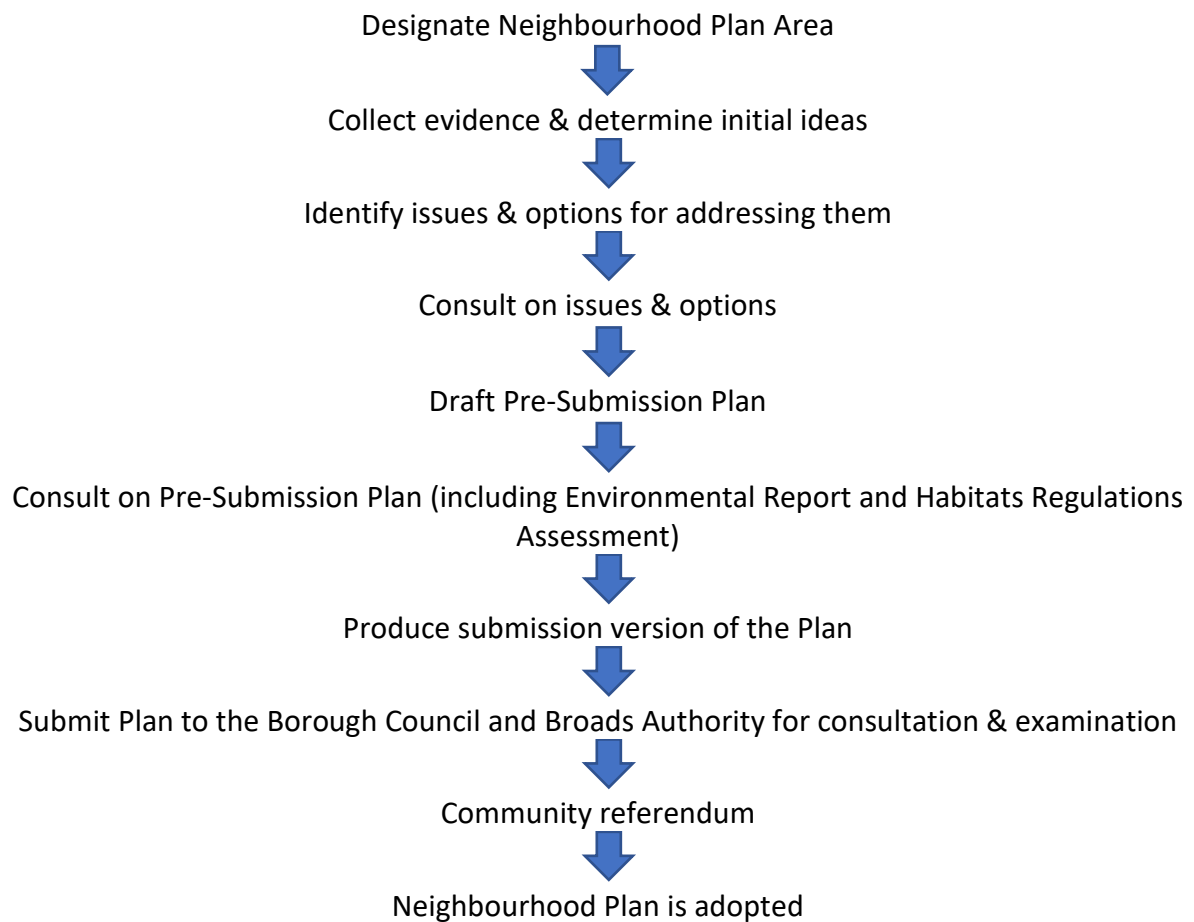 Designate Neighbourhood Plan Area
Collect evidence & determine initial ideas
Identify issues & options for addressing them
Consult on issues & options
Draft Pre-Submission Plan
Consult on Pre-Submission Plan (including Environmental Report and Habitats Regulations
Assessment)
Produce submission version of the Plan
Submit Plan to the Borough Council and Broads Authority for consultation & examination
Community referendum
Neighbourhood Plan is adopted